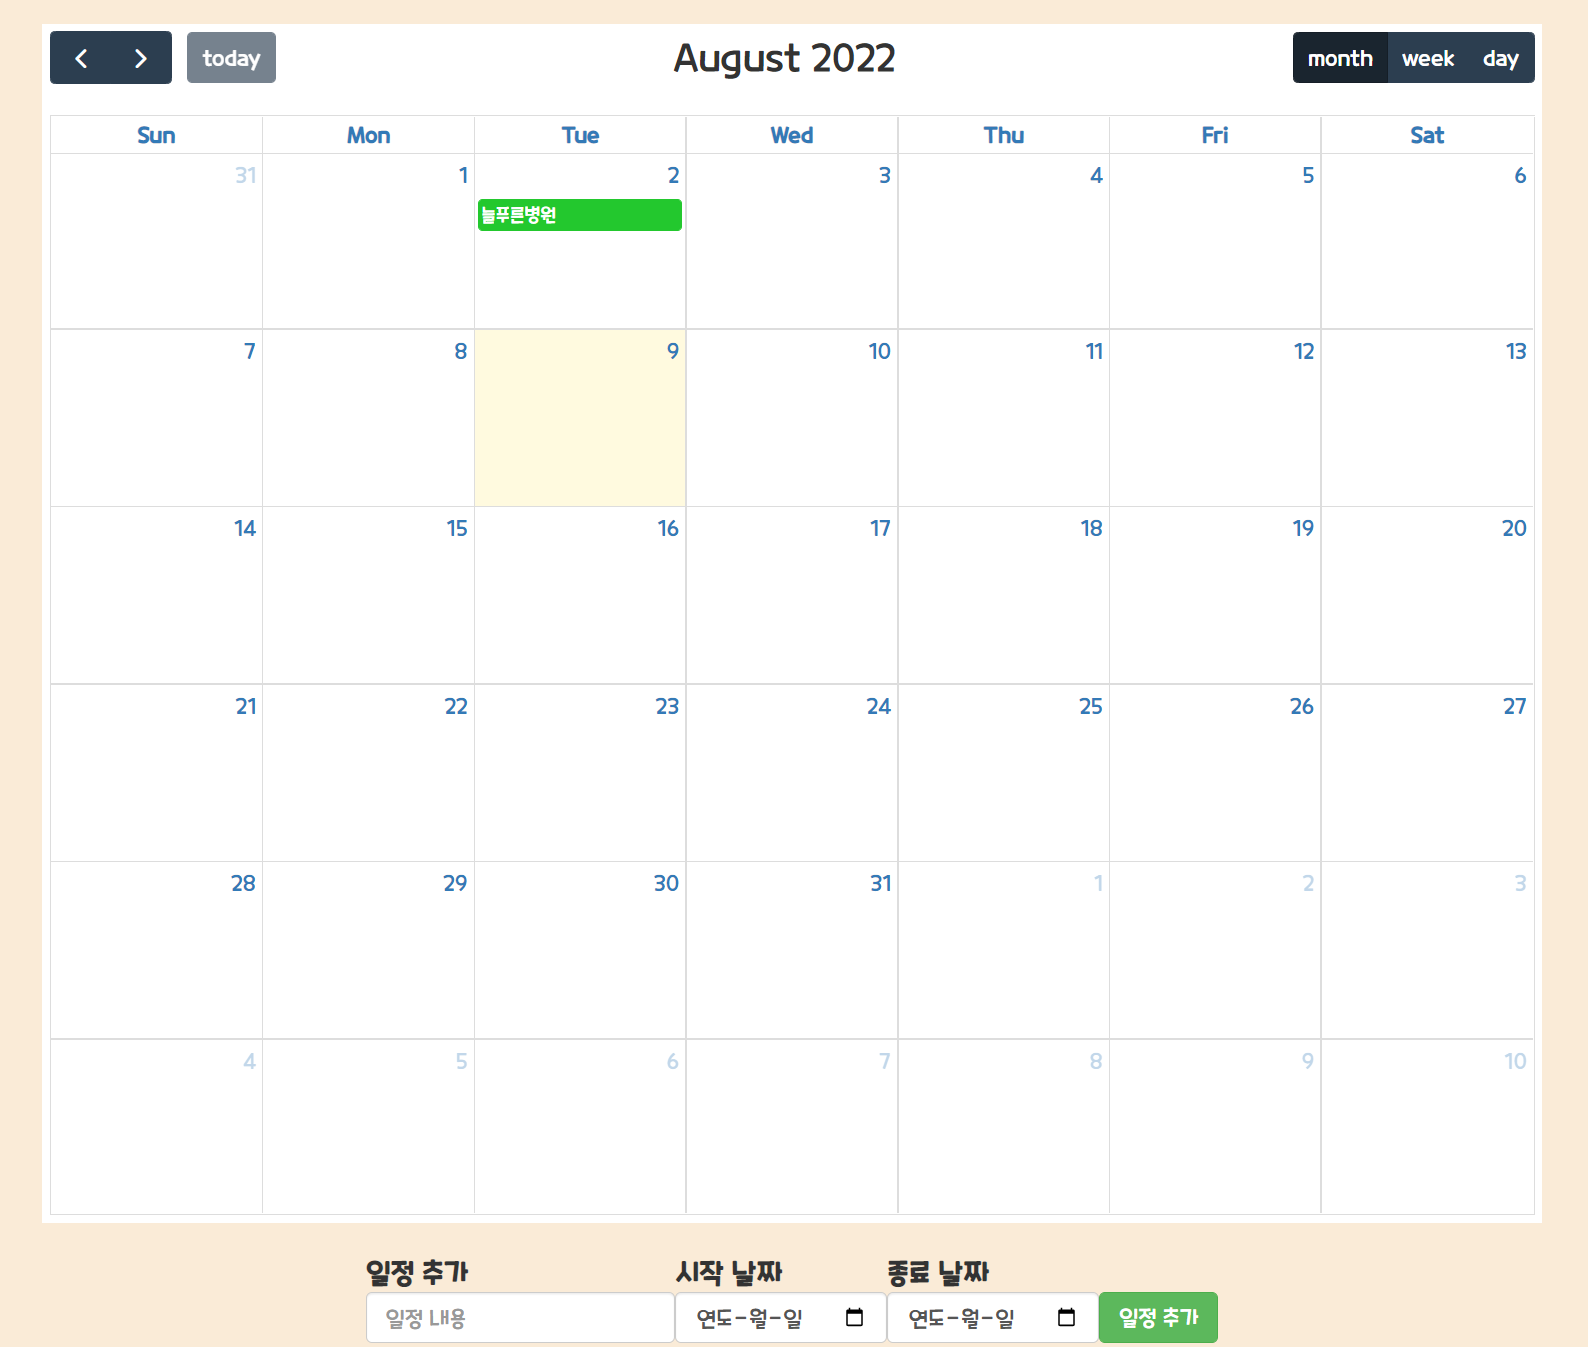 today
August 2022
month week day
Sun Mon Tue Wed Thu Fri Sat
31 1 2 3 4 5 6
늘푸른병원
7 8 9 10 11 12 13
14 15 16 17 18 19 20
21 22 23 24 25 26 27
28 29 30 31 1 2 3
4 5 6 7 8 9 10
일정 추가 시작 날짜 종료 날짜
일정 내용 연도-월-일 연도-월-일 일정 추가